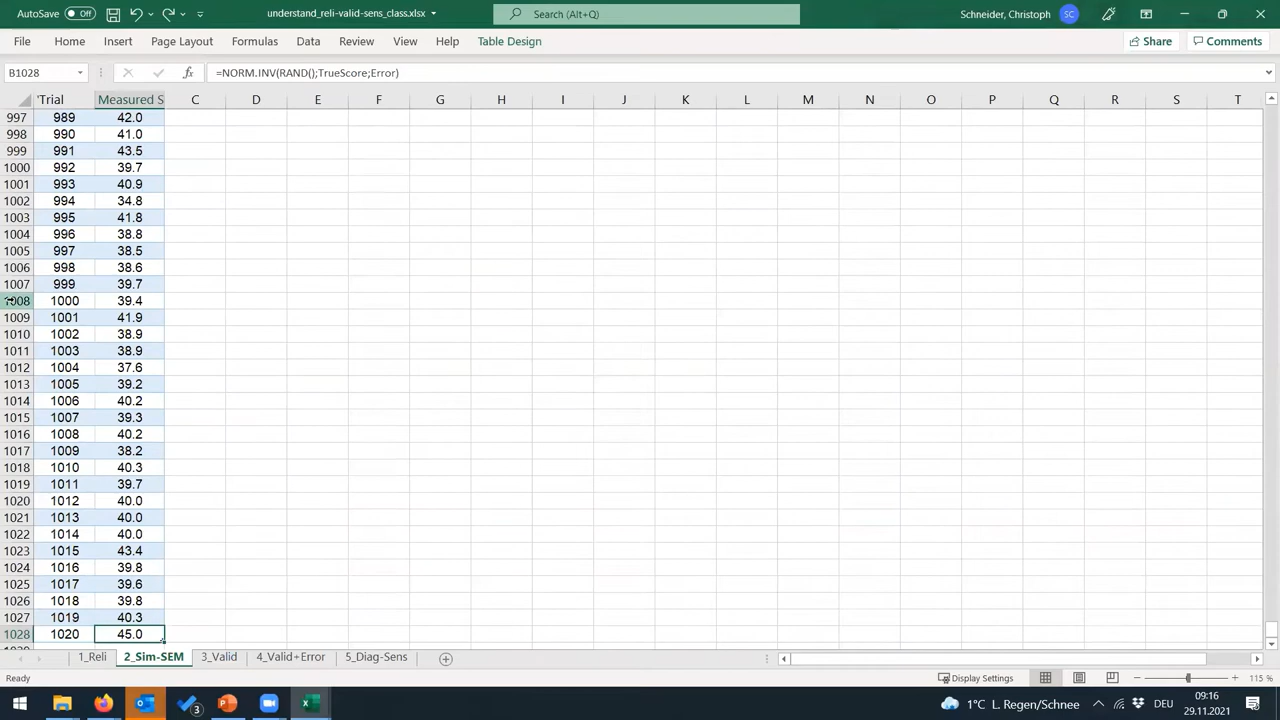 AutoSave Off understand_reli-valid-sens_class.xlsx Search (Alt+Q) Schneider, Christoph SC
File Home Insert Page Layout Formulas Data Review View Help Table Design Share Comments
B1028 fx =NORM.INV(RAND();TrueScore;Error)
'Trial Measured S C D E F G H I J K L M N O P Q R S T
997 989 42.0
998 990 41.0
999 991 43.5
1000 992 39.7
1001 993 40.9
1002 994 34.8
1003 995 41.8
1004 996 38.8
1005 997 38.5
1006 998 38.6
1007 999 39.7
1008 1000 39.4
1009 1001 41.9
1010 1002 38.9
1011 1003 38.9
1012 1004 37.6
1013 1005 39.2
1014 1006 40.2
1015 1007 39.3
1016 1008 40.2
1017 1009 38.2
1018 1010 40.3
1019 1011 39.7
1020 1012 40.0
1021 1013 40.0
1022 1014 40.0
1023 1015 43.4
1024 1016 39.8
1025 1017 39.6
1026 1018 39.8
1027 1019 40.3
1028 1020 45.0
1_Reli 2_Sim-SEM 3_Valid 4_Valid+Error 5_Diag-Sens
Ready Display Settings 115 %
3 1°C L. Regen/Schnee DEU 09:16
29.11.2021